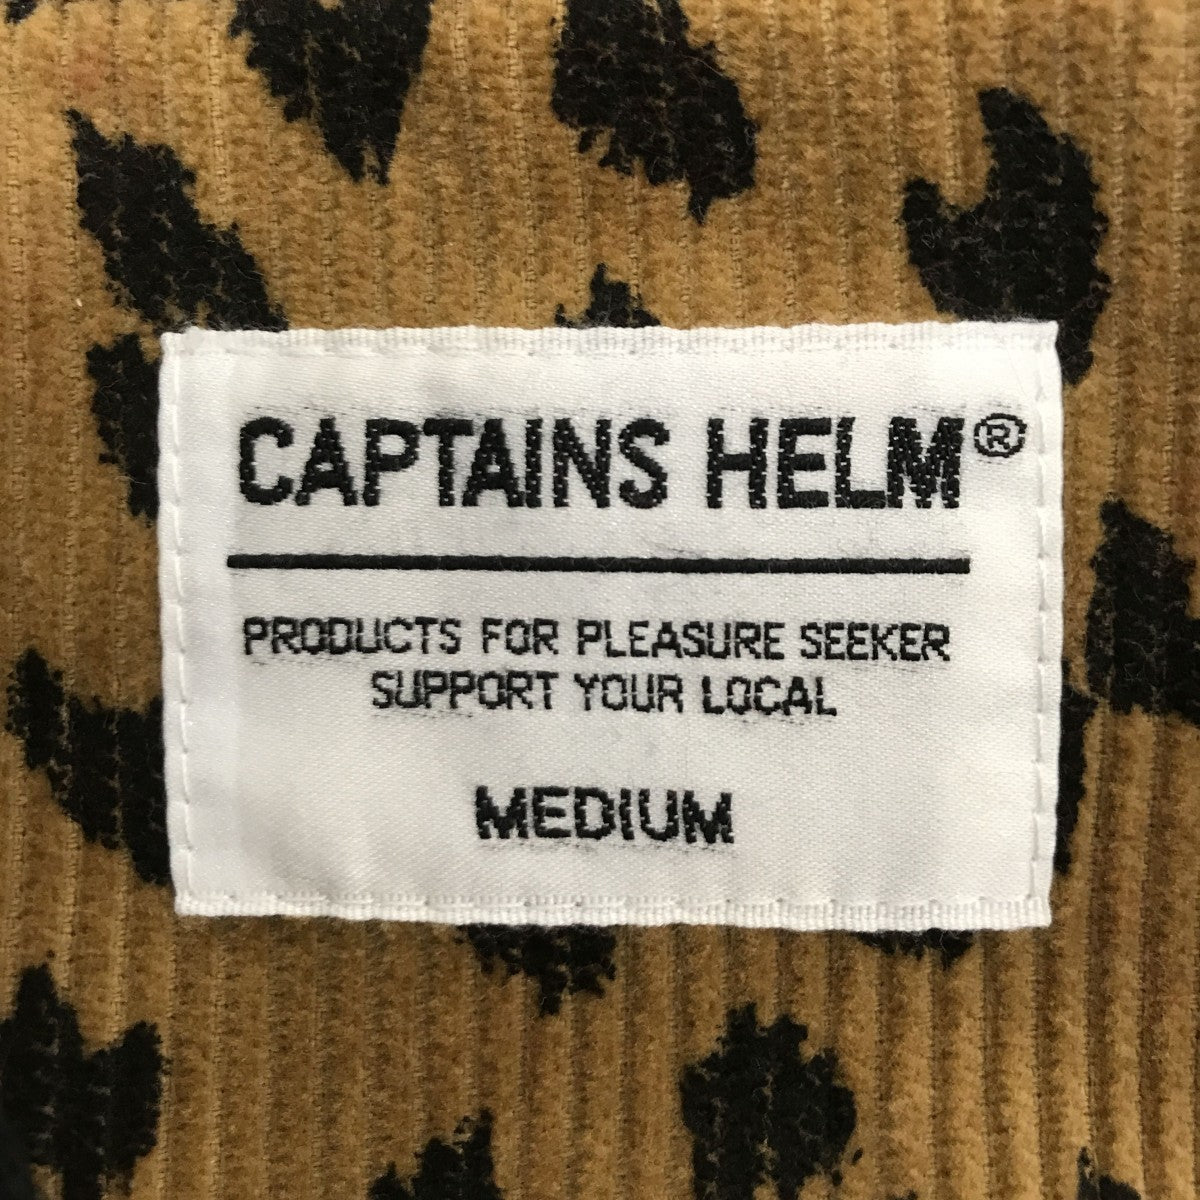 CAPTAINS HELM®
PRODUCTS FOR PLEASURE SEEKER
SUPPORT YOUR LOCAL
MEDIUM